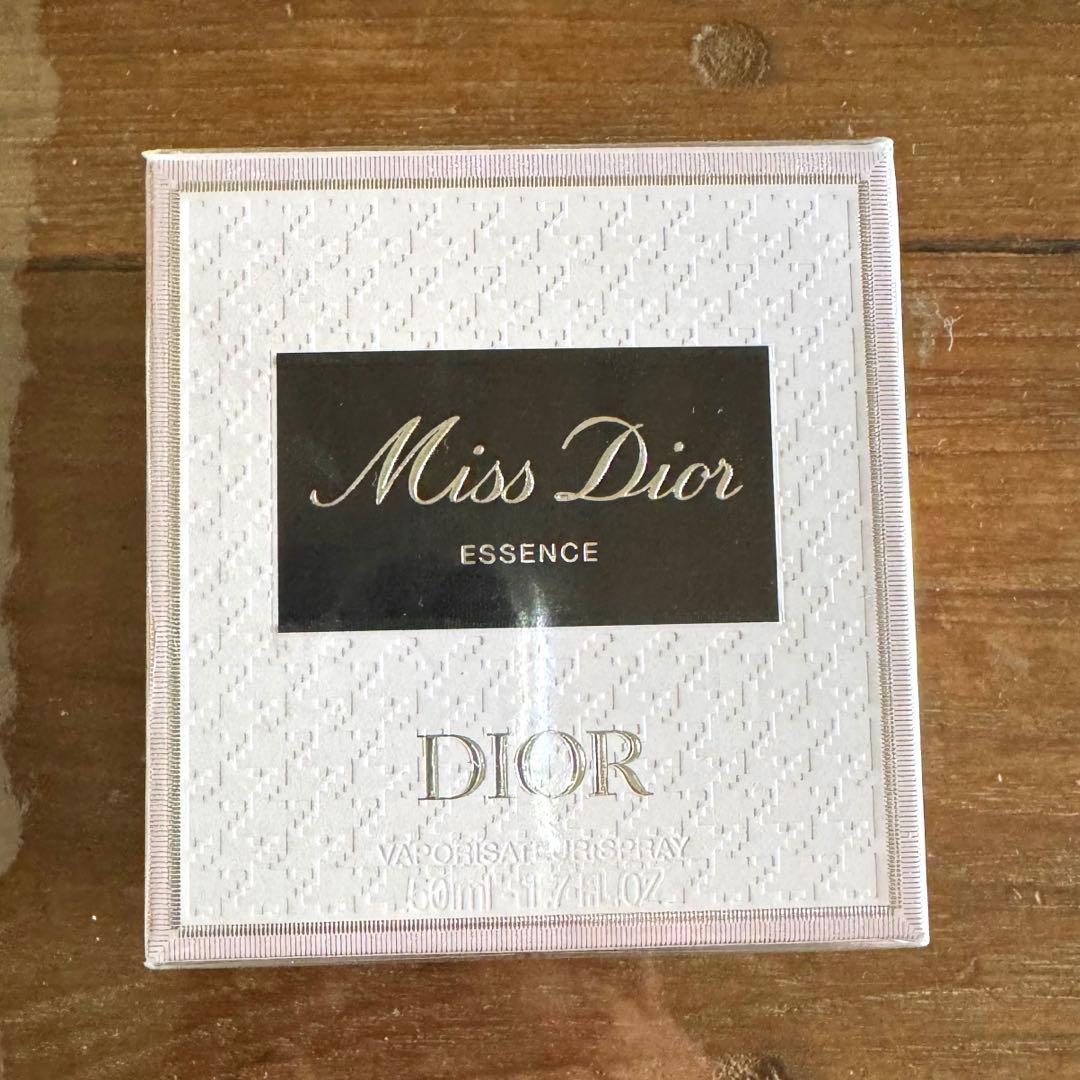 Miss Dior
ESSENCE
DIOR
VAPORISATEUR SPRAY
50ml 1.7 FL.OZ.